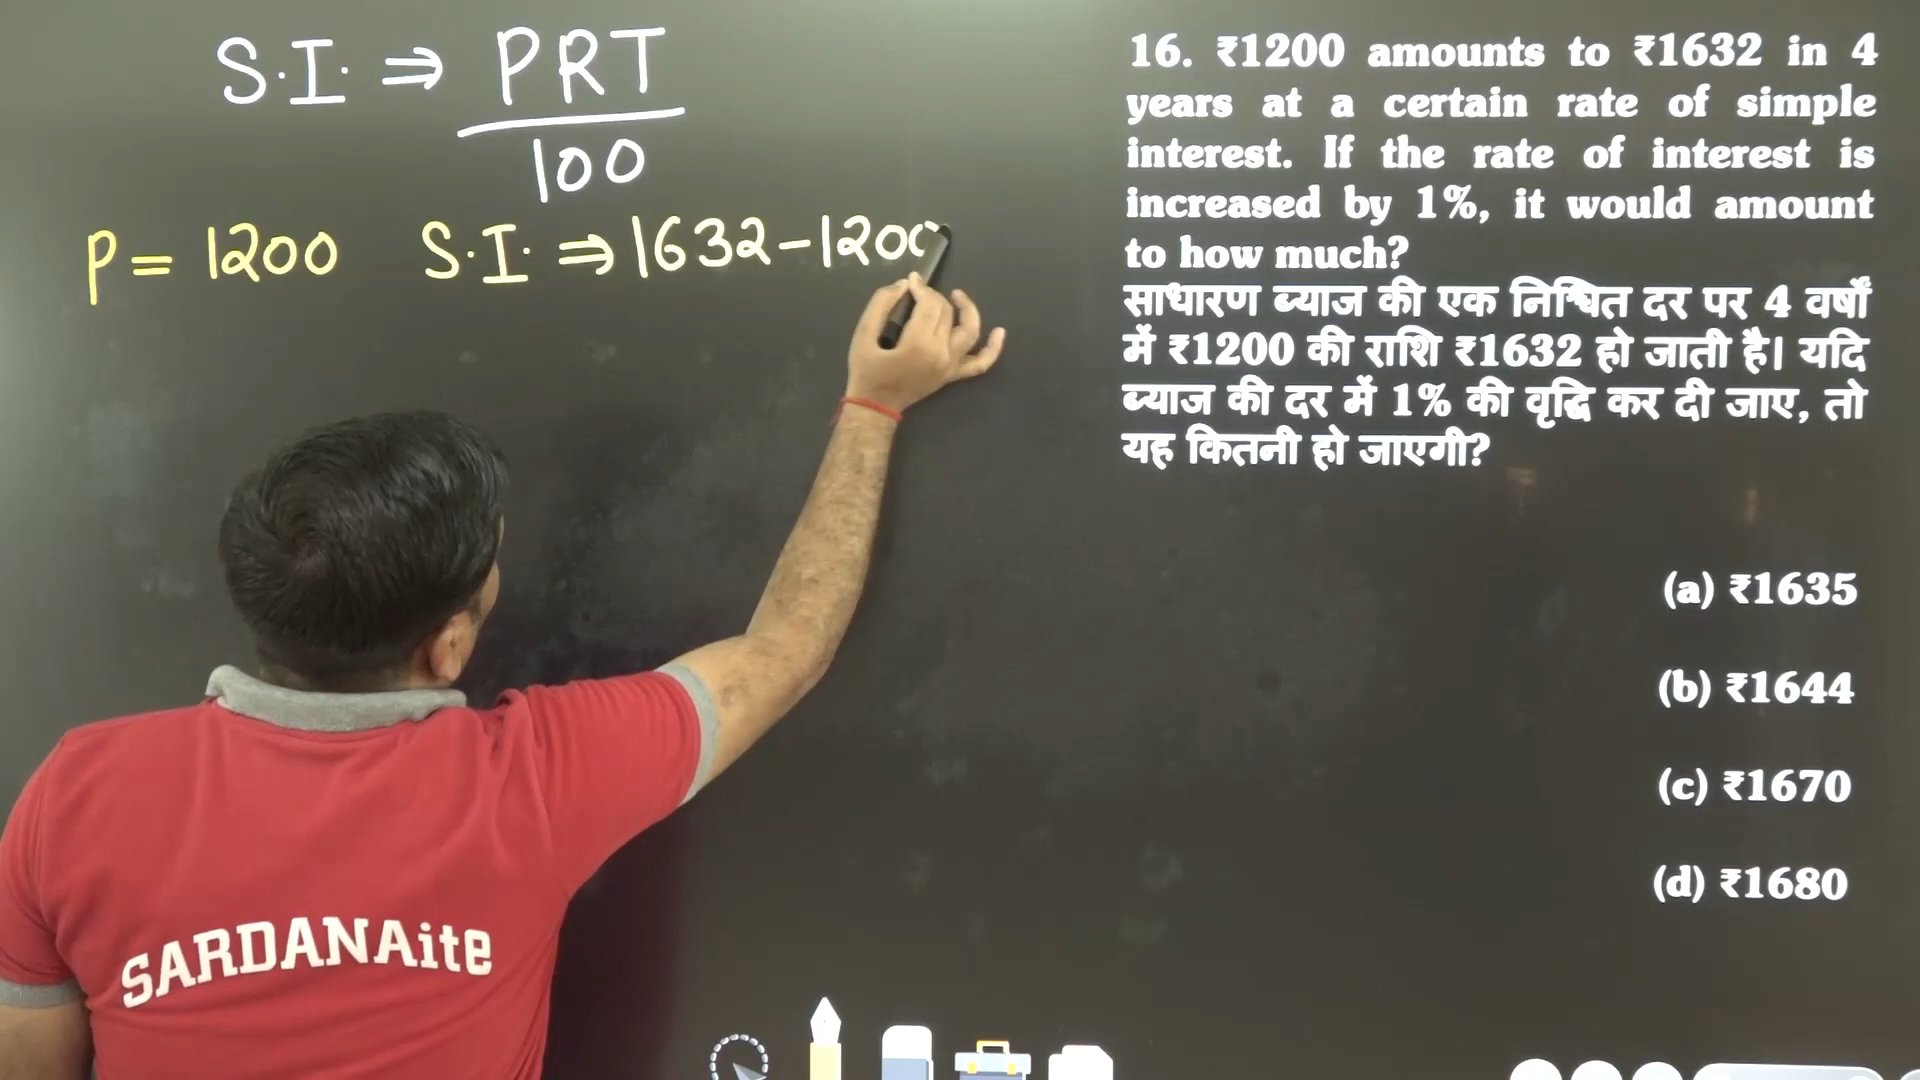 S.I. ⇒ PRT
100
P = 1200 S.I. ⇒ 1632 - 1200
16. ₹1200 amounts to ₹1632 in 4
years at a certain rate of simple
interest. If the rate of interest is
increased by 1%, it would amount
to how much?
साधारण ब्याज की एक निश्चित दर पर 4 वर्षों
में ₹1200 की राशि ₹1632 हो जाती है। यदि
ब्याज की दर में 1% की वृद्धि कर दी जाए, तो
यह कितनी हो जाएगी?
(a) ₹1635
(b) ₹1644
(c) ₹1670
(d) ₹1680
SARDANAite